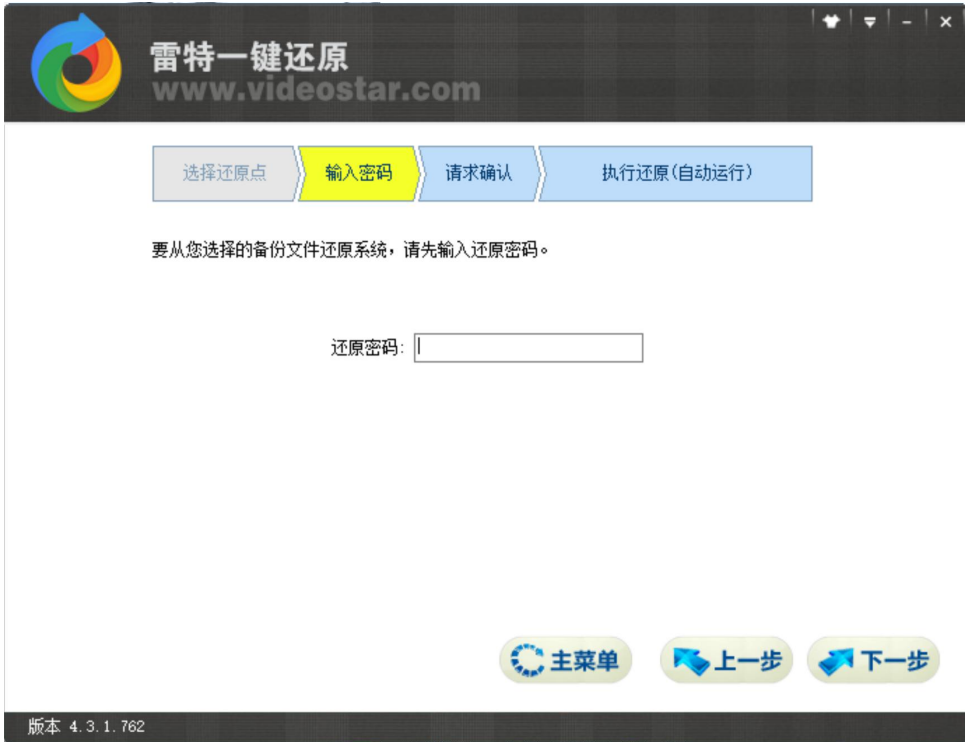 雷特一键还原
www.videostar.com
选择还原点 输入密码 请求确认 执行还原(自动运行)
要从您选择的备份文件还原系统，请先输入还原密码。
还原密码:
主菜单 上一步 下一步
版本 4.3.1.762